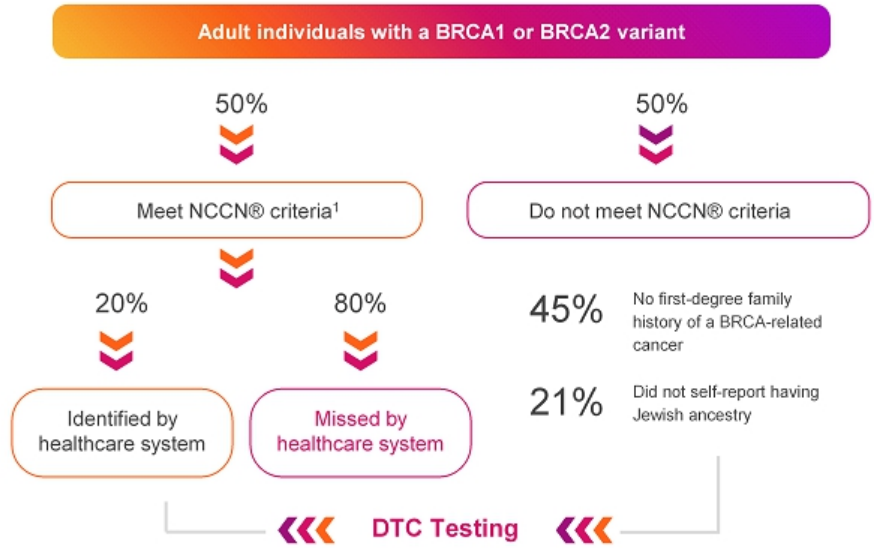 Adult individuals with a BRCA1 or BRCA2 variant
50%
50%
Meet NCCN® criteria¹
Do not meet NCCN® criteria
20%
80%
Identified by
healthcare system
Missed by
healthcare system
45%
No first-degree family
history of a BRCA-related
cancer
21%
Did not self-report having
Jewish ancestry
DTC Testing